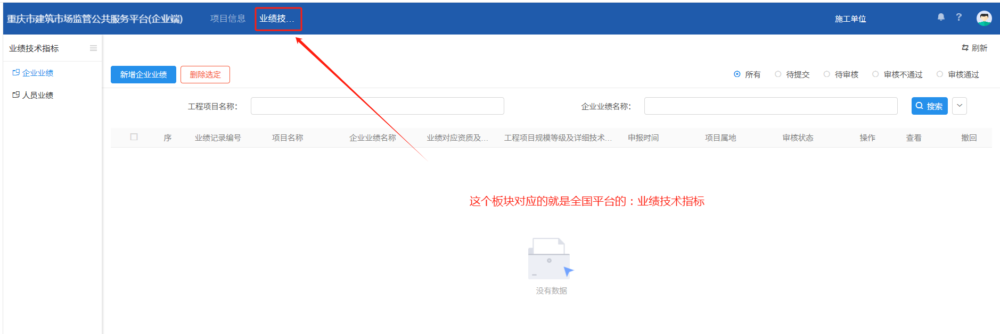 重庆市建筑市场监管公共服务平台(企业端) 项目信息 业绩技... 施工单位 ?
业绩技术指标 刷新
企业业绩
人员业绩
新增企业业绩 删除选定 所有 待提交 待审核 审核不通过 审核通过
工程项目名称： 企业业绩名称： 搜索
序 业绩记录编号 项目名称 企业业绩名称 业绩对应资质及... 工程项目规模等级及详细技术... 申报时间 项目属地 审核状态 操作 查看 撤回
这个板块对应的就是全国平台的：业绩技术指标
没有数据